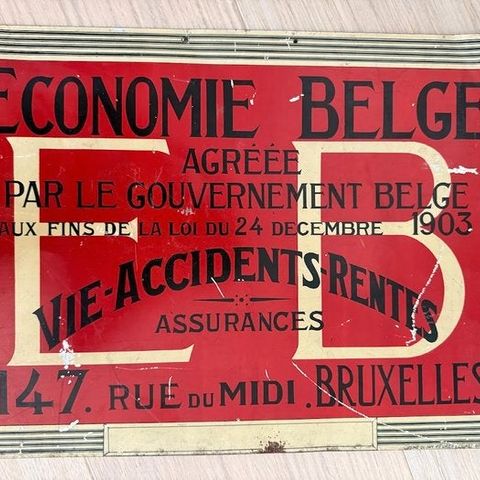 ECONOMIE BELGE
EB
AGRÉÉE
PAR LE GOUVERNEMENT BELGE
AUX FINS DE LA LOI DU 24 DECEMBRE 1903
VIE-ACCIDENTS-RENTES
ASSURANCES
147. RUE DU MIDI. BRUXELLES